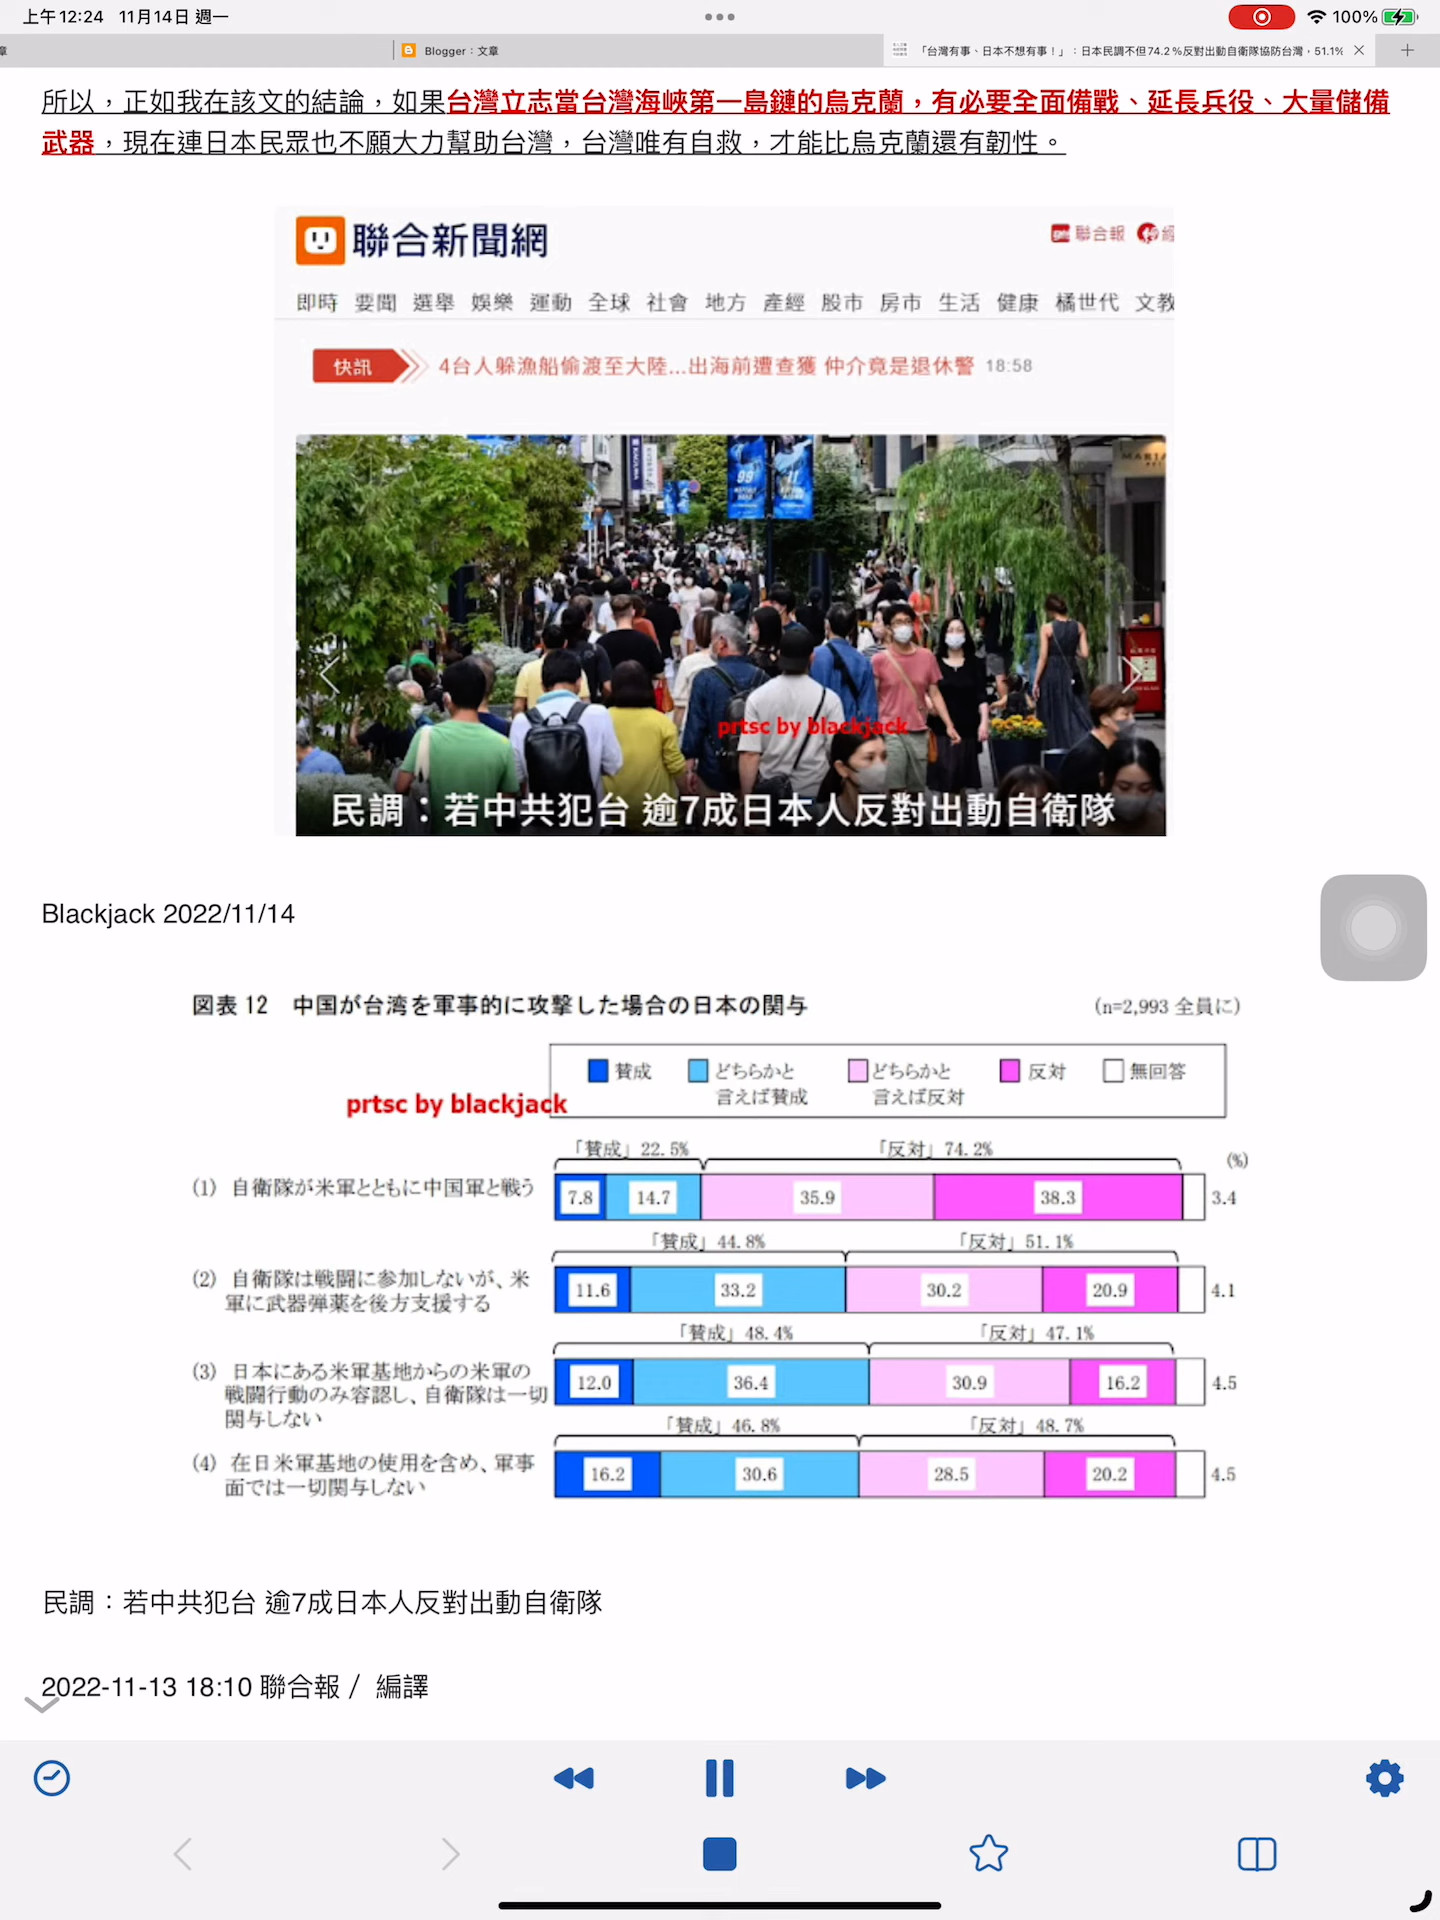 上午12:24 11月14日 週一
100%
章
Blogger：文章
「台灣有事、日本不想有事！」：日本民調不但74.2％反對出動自衛隊協防台灣，51.1%
所以，正如我在該文的結論，如果台灣立志當台灣海峽第一島鏈的烏克蘭，有必要全面備戰、延長兵役、大量儲備
武器，現在連日本民眾也不願大力幫助台灣，台灣唯有自救，才能比烏克蘭還有韌性。
聯合新聞網
聯合報 經
即時 要聞 選舉 娛樂 運動 全球 社會 地方 產經 股市 房市 生活 健康 橘世代 文教
快訊
4台人躲漁船偷渡至大陸...出海前遭查獲 仲介竟是退休警 18:58
99
11
prtsc by blackjack
民調：若中共犯台 逾7成日本人反對出動自衛隊
Blackjack 2022/11/14
図表 12 中国が台湾を軍事的に攻撃した場合の日本の関与
(n=2,993 全員に)
賛成 どちらかと どちらかと 反対 無回答
言えば賛成 言えば反対
prtsc by blackjack
「賛成」22.5% 「反対」74.2%
(%)
(1) 自衛隊が米軍とともに中国軍と戦う
7.8 14.7 35.9 38.3 3.4
「賛成」44.8% 「反対」51.1%
(2) 自衛隊は戦闘に参加しないが、米
軍に武器弾薬を後方支援する
11.6 33.2 30.2 20.9 4.1
「賛成」48.4% 「反対」47.1%
(3) 日本にある米軍基地からの米軍の
戦闘行動のみ容認し、自衛隊は一切
関与しない
12.0 36.4 30.9 16.2 4.5
「賛成」46.8% 「反対」48.7%
(4) 在日米軍基地の使用を含め、軍事
面では一切関与しない
16.2 30.6 28.5 20.2 4.5
民調：若中共犯台 逾7成日本人反對出動自衛隊
2022-11-13 18:10 聯合報 / 編譯